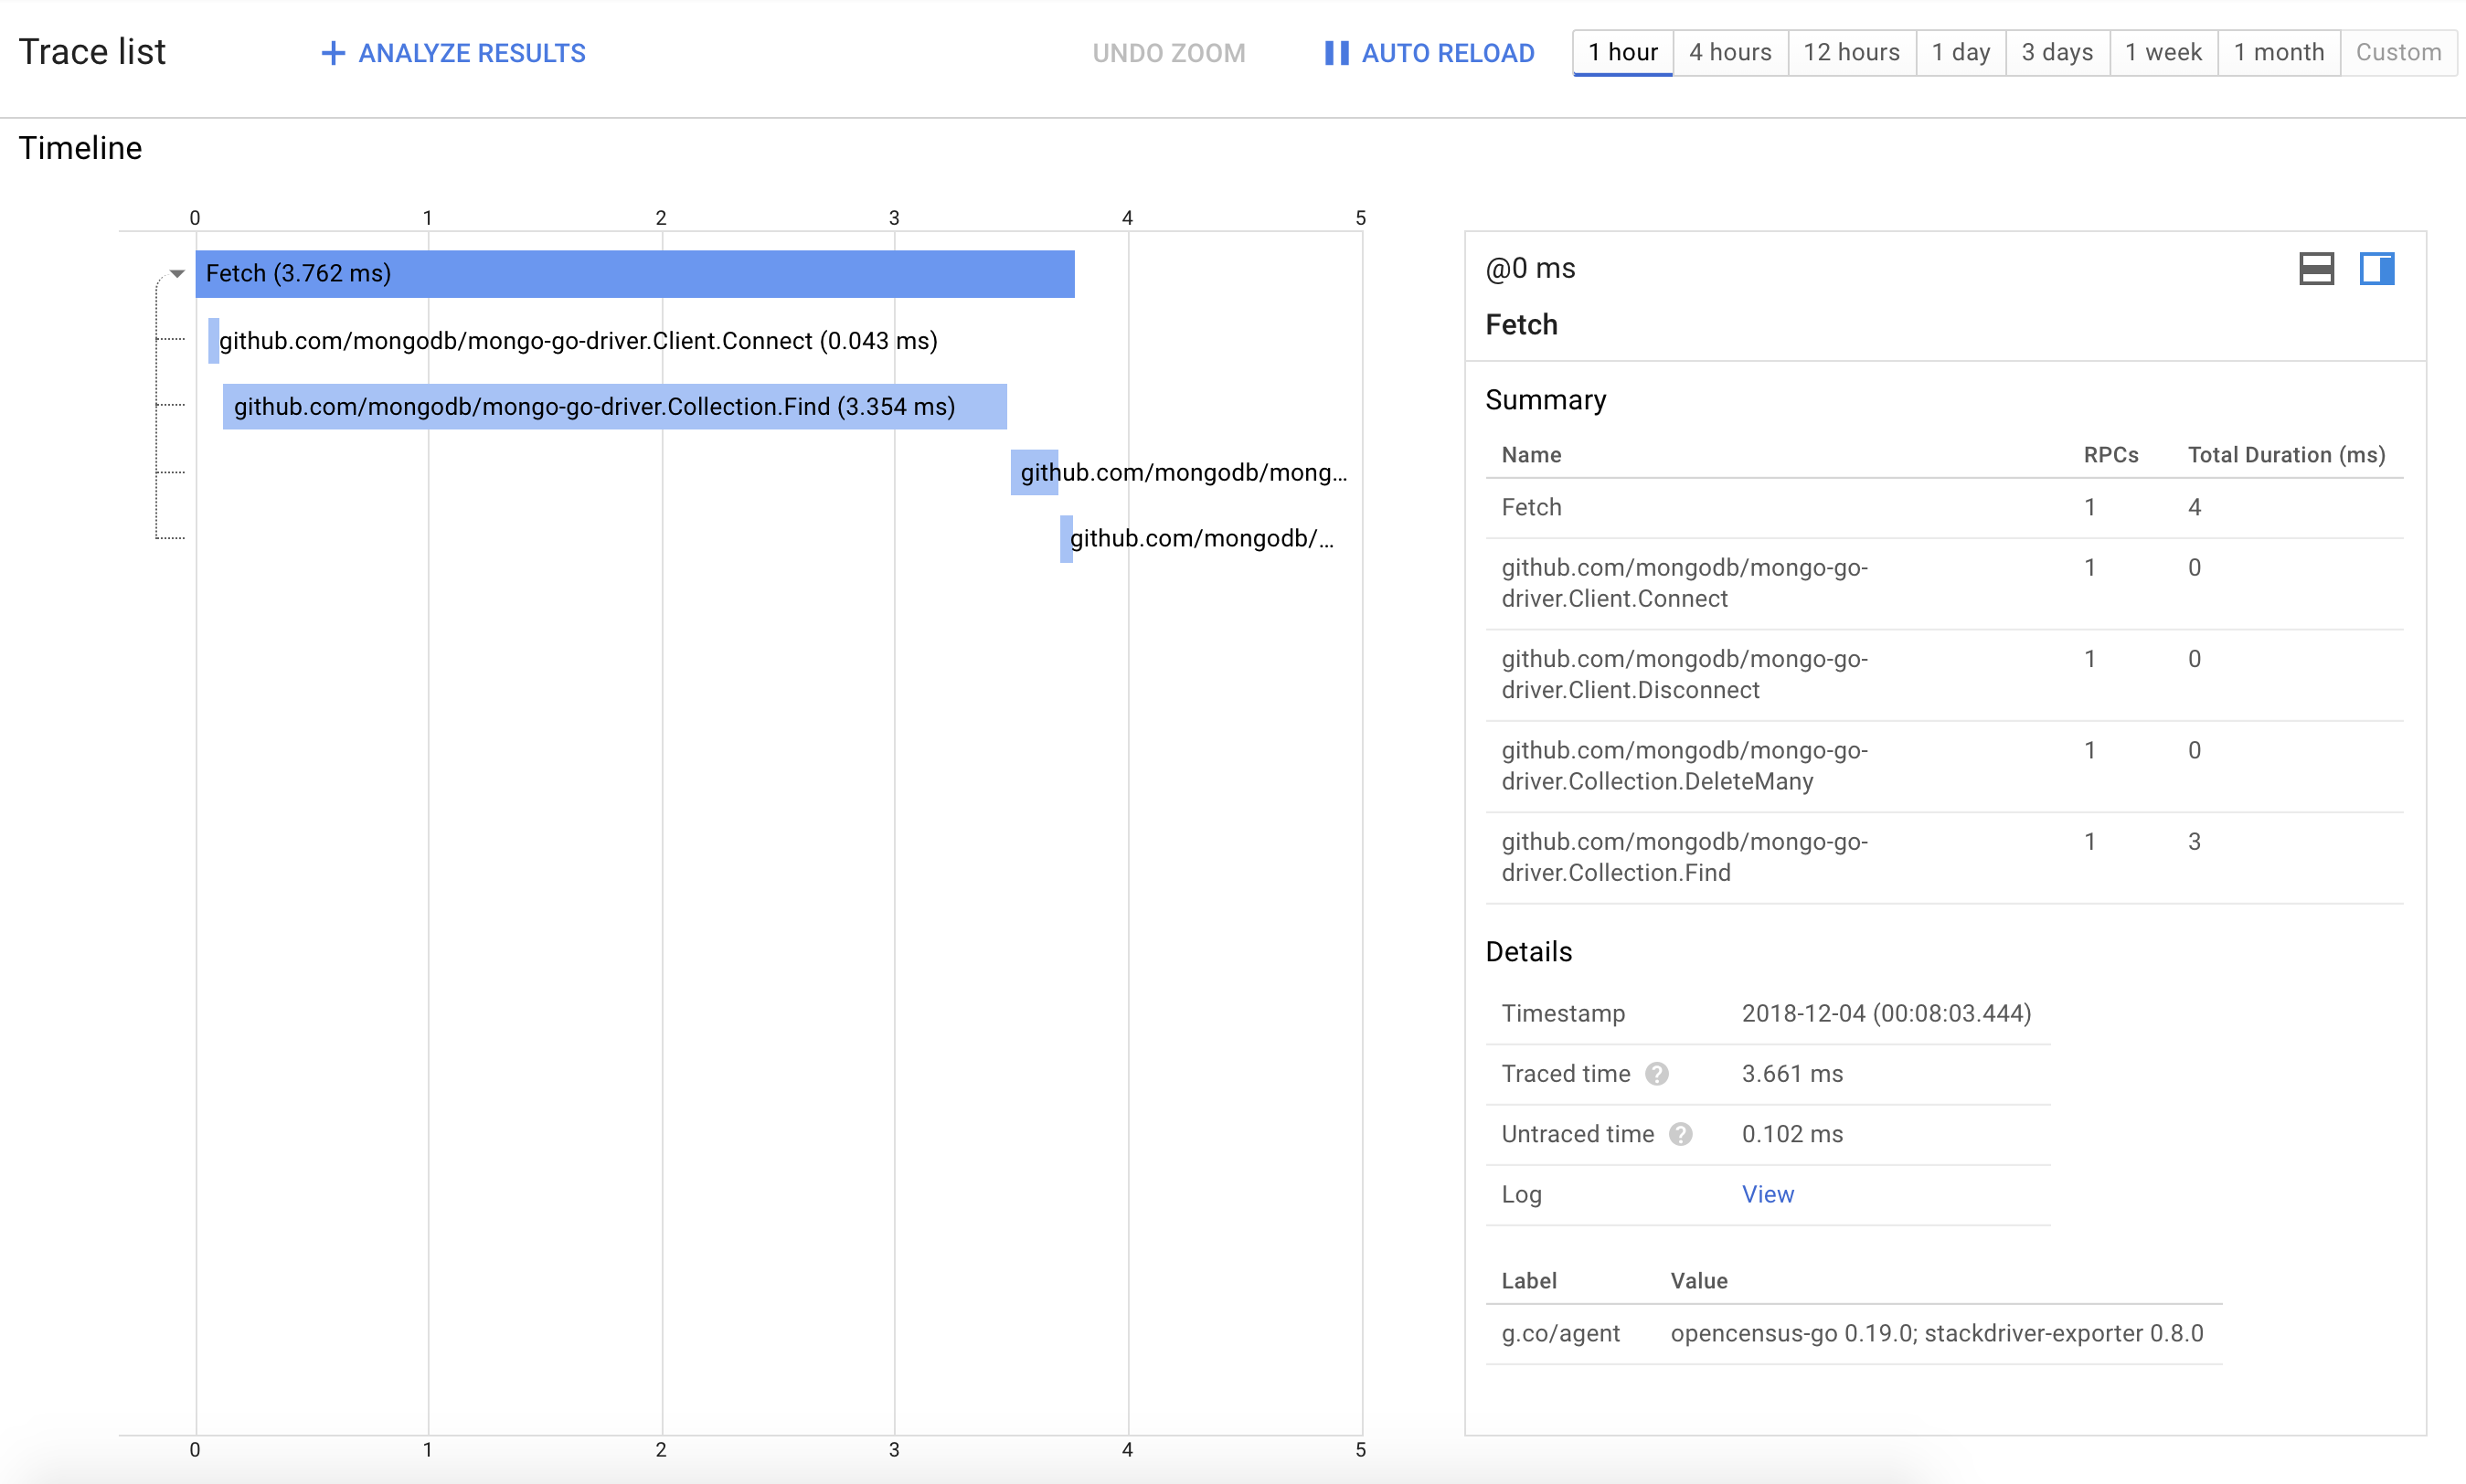 Trace list
ANALYZE RESULTS
UNDO ZOOM
AUTO RELOAD
1 hour
4 hours
12 hours
1 day
3 days
1 week
1 month
Custom
Timeline
0 1 2 3 4 5
Fetch (3.762 ms)
github.com/mongodb/mongo-go-driver.Client.Connect (0.043 ms)
github.com/mongodb/mongo-go-driver.Collection.Find (3.354 ms)
github.com/mongodb/mong...
github.com/mongodb/...
0 1 2 3 4 5
@0 ms
Fetch
Summary
Name RPCs Total Duration (ms)
Fetch 1 4
github.com/mongodb/mongo-go- 1 0
driver.Client.Connect
github.com/mongodb/mongo-go- 1 0
driver.Client.Disconnect
github.com/mongodb/mongo-go- 1 0
driver.Collection.DeleteMany
github.com/mongodb/mongo-go- 1 3
driver.Collection.Find
Details
Timestamp 2018-12-04 (00:08:03.444)
Traced time ? 3.661 ms
Untraced time ? 0.102 ms
Log View
Label Value
g.co/agent opencensus-go 0.19.0; stackdriver-exporter 0.8.0